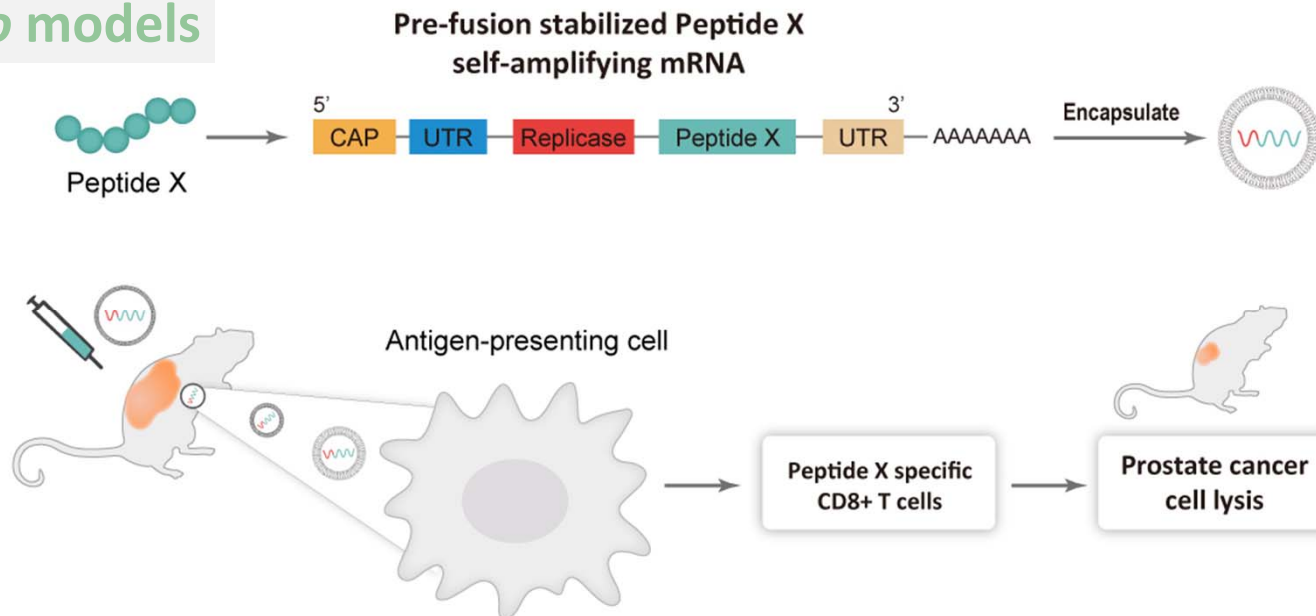 models
Pre-fusion stabilized Peptide X
self-amplifying mRNA
5’
3’
CAP
UTR
Replicase
Peptide X
UTR
AAAAAAA
Encapsulate
Peptide X
Antigen-presenting cell
Peptide X specific
CD8+ T cells
Prostate cancer
cell lysis